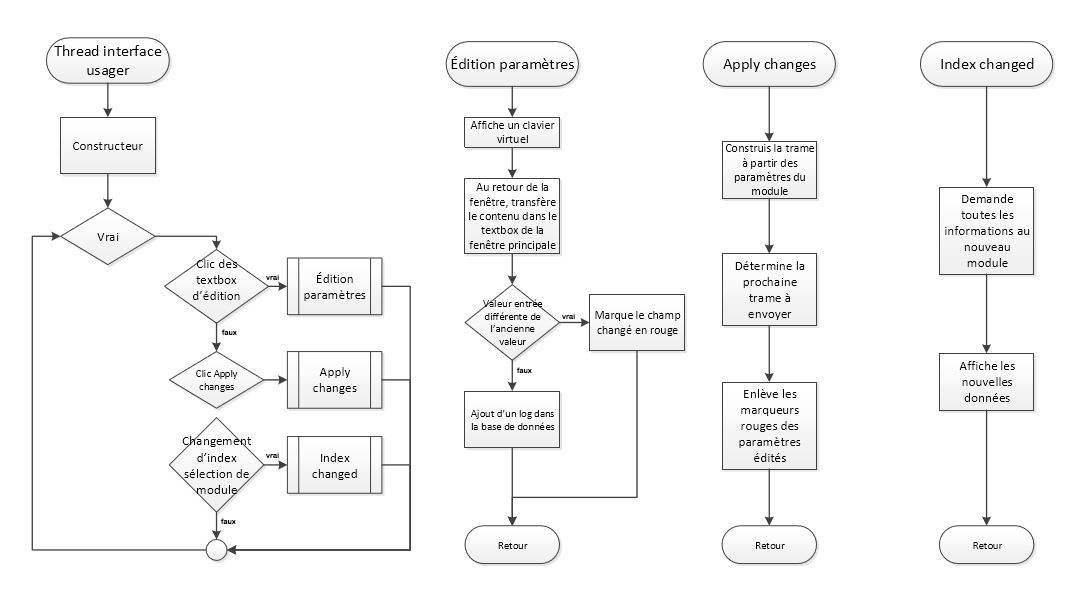 Thread interface
usager
Constructeur
Vrai
Clic des
textbox
d'édition
vrai
Édition
paramètres
faux
Clic Apply
changes
Apply
changes
Changement
d'index
sélection de
module
vrai
Index
changed
faux
Édition paramètres
Affiche un clavier
virtuel
Au retour de la
fenêtre, transfère
le contenu dans le
textbox de la
fenêtre principale
Valeur entrée
différente de
l'ancienne
valeur
vrai
Marque le champ
changé en rouge
faux
Ajout d'un log dans
la base de données
Retour
Apply changes
Construis la trame
à partir des
paramètres du
module
Détermine la
prochaine
trame à
envoyer
Enlève les
marqueurs
rouges des
paramètres
édités
Retour
Index changed
Demande
toutes les
informations au
nouveau
module
Affiche les
nouvelles
données
Retour